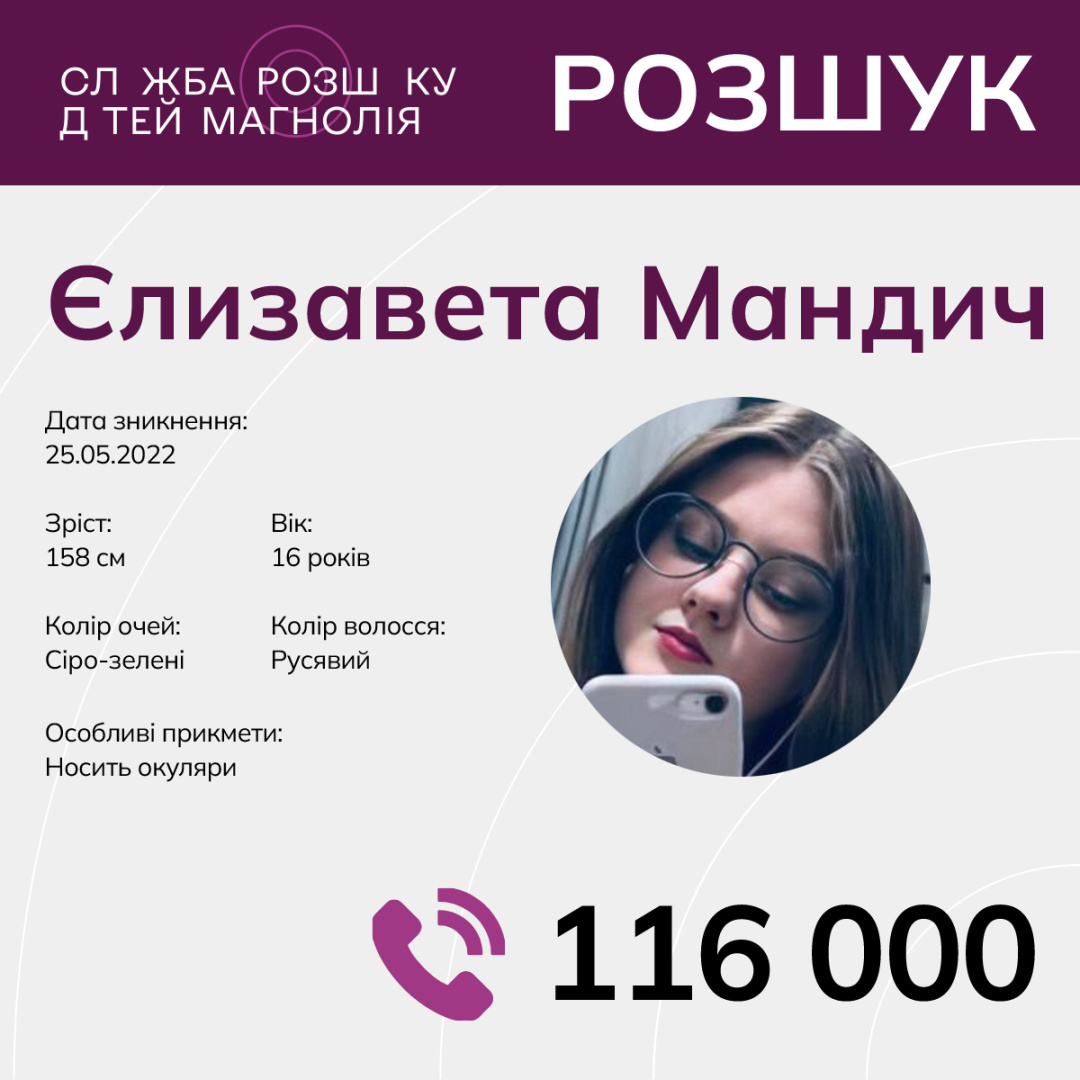 СЛ ЖБА РОЗШ КУ
Д ТЕЙ МАГНОЛІЯ
РОЗШУК
Єлизавета Мандич
Дата зникнення:
25.05.2022
Зріст:
158 см
Вік:
16 років
Колір очей:
Сіро-зелені
Колір волосся:
Русявий
Особливі прикмети:
Носить окуляри
116 000